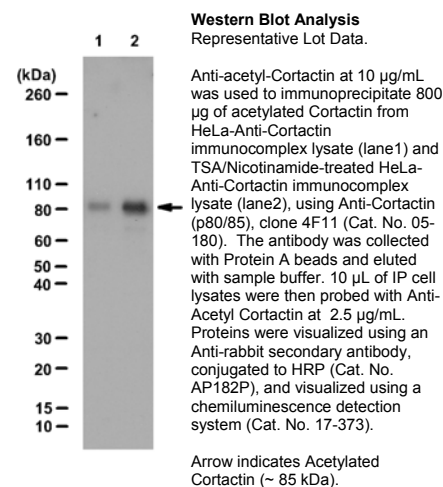 1 2
(kDa)
260
160
110
80
60
50
40
30
20
15
10
Western Blot Analysis
Representative Lot Data.
Anti-acetyl-Cortactin at 10 µg/mL
was used to immunoprecipitate 800
µg of acetylated Cortactin from
HeLa-Anti-Cortactin
immunocomplex lysate (lane1) and
TSA/Nicotinamide-treated HeLa-
Anti-Cortactin immunocomplex
lysate (lane2), using Anti-Cortactin
(p80/85), clone 4F11 (Cat. No. 05-
180). The antibody was collected
with Protein A beads and eluted
with sample buffer. 10 µL of IP cell
lysates were then probed with Anti-
Acetyl Cortactin at 2.5 µg/mL.
Proteins were visualized using an
Anti-rabbit secondary antibody,
conjugated to HRP (Cat. No.
AP182P), and visualized using a
chemiluminescence detection
system (Cat. No. 17-373).
Arrow indicates Acetylated
Cortactin (~ 85 kDa).